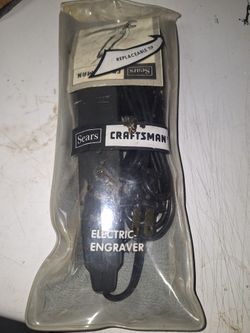 REPLACEABLE TIP
Sears
Sears
CRAFTSMAN
ELECTRIC
ENGRAVER